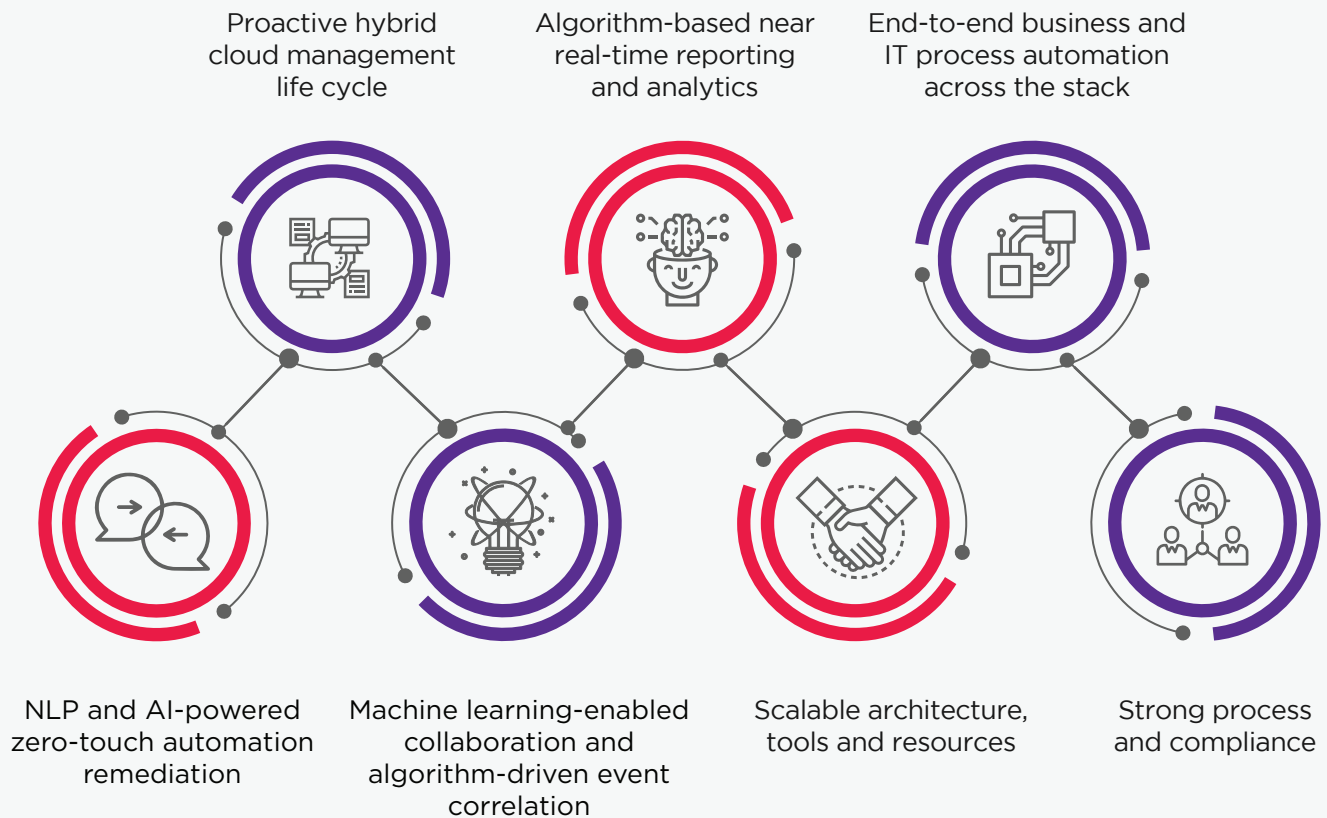 Proactive hybrid
cloud management
life cycle
Algorithm-based near
real-time reporting
and analytics
End-to-end business and
IT process automation
across the stack
NLP and AI-powered
zero-touch automation
remediation
Machine learning-enabled
collaboration and
algorithm-driven event
correlation
Scalable architecture,
tools and resources
Strong process
and compliance